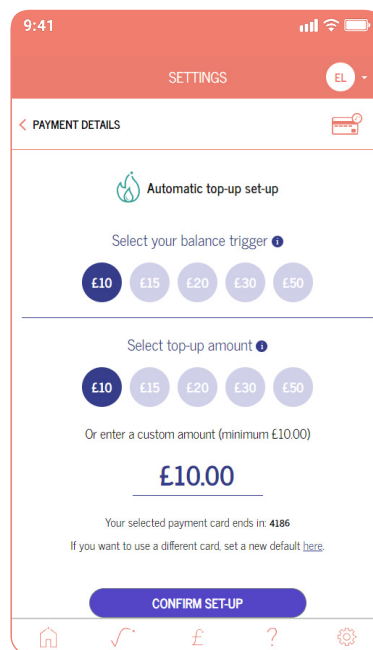 9:41
SETTINGS
EL
PAYMENT DETAILS
Automatic top-up set-up
Select your balance trigger i
£10 £15 £20 £30 £50
Select top-up amount i
£10 £15 £20 £30 £50
Or enter a custom amount (minimum £10.00)
£10.00
Your selected payment card ends in: 4186
If you want to use a different card, set a new default here.
CONFIRM SET-UP
£ ?